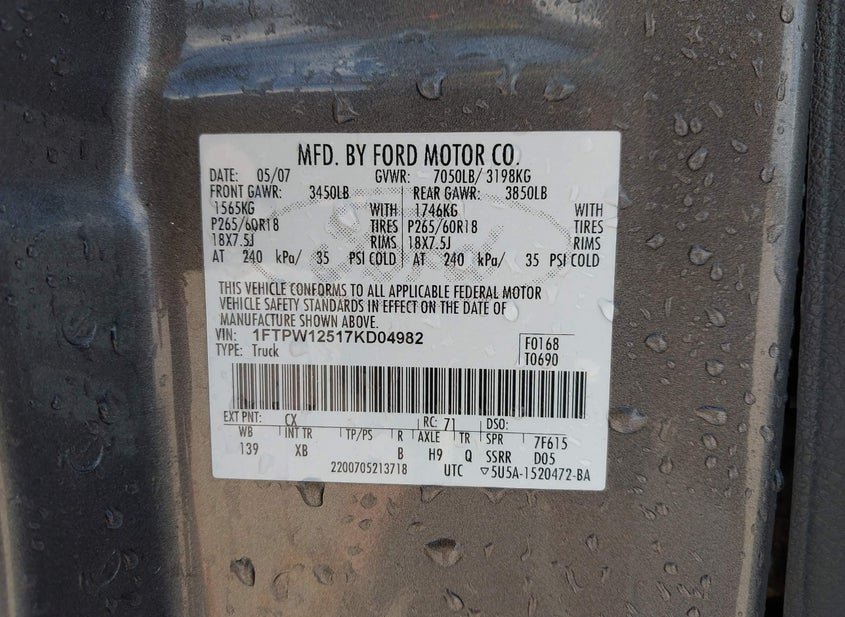 MFD. BY FORD MOTOR CO.
DATE: 05/07 GVWR: 7050LB/ 3198KG
FRONT GAWR: 3450LB REAR GAWR: 3850LB
1565KG WITH 1746KG WITH
P265/60R18 TIRES P265/60R18 TIRES
18X7.5J RIMS 18X7.5J RIMS
AT 240 kPa/ 35 PSI COLD AT 240 kPa/ 35 PSI COLD
THIS VEHICLE CONFORMS TO ALL APPLICABLE FEDERAL MOTOR
VEHICLE SAFETY STANDARDS IN EFFECT ON THE DATE OF
MANUFACTURE SHOWN ABOVE.
VIN: 1FTPW12517KD04982 F0168
TYPE: Truck T0690
EXT PNT: CX RC: 71 DSO:
WB INT TR TP/PS R AXLE TR SPR 7F615
139 XB B H9 Q SSRR D05
2200705213718 UTC ▽5U5A-1520472-BA